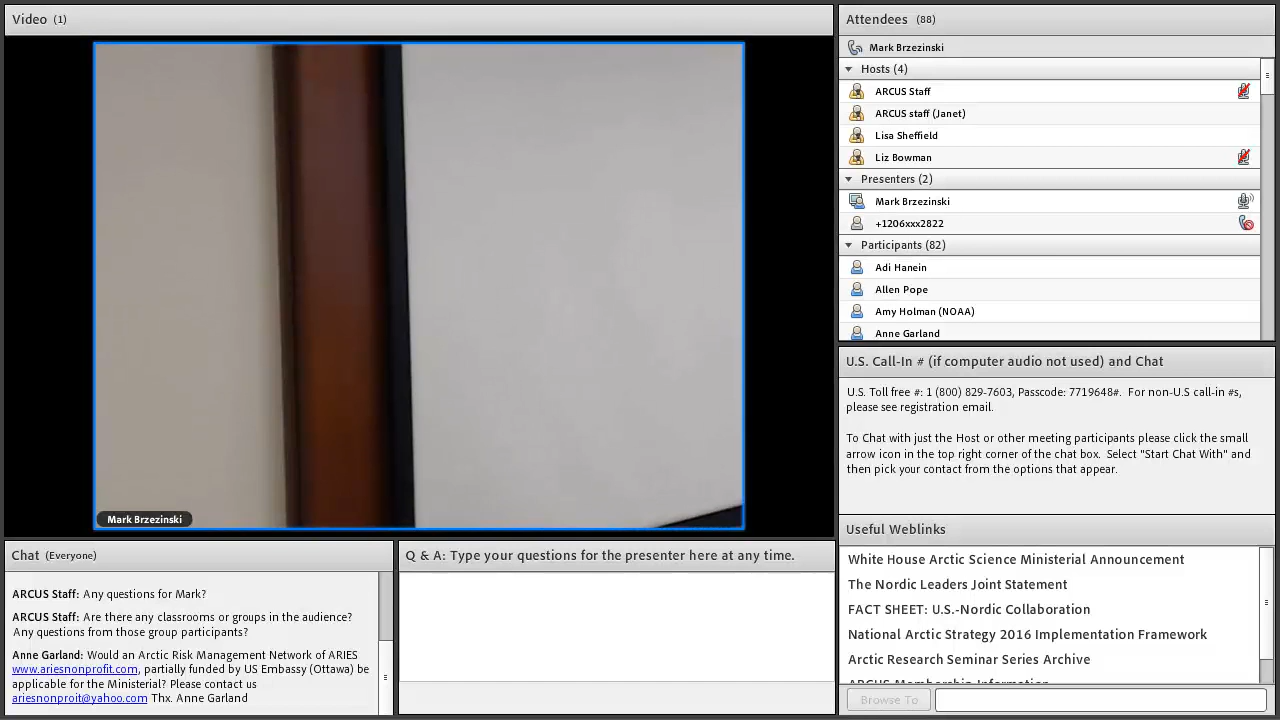 Video (1)
Mark Brzezinski
Attendees (88)
Mark Brzezinski
Hosts (4)
ARCUS Staff
ARCUS staff (Janet)
Lisa Sheffield
Liz Bowman
Presenters (2)
Mark Brzezinski
+1206xxx2822
Participants (82)
Adi Hanein
Allen Pope
Amy Holman (NOAA)
Anne Garland
U.S. Call-In # (if computer audio not used) and Chat
U.S. Toll free #: 1 (800) 829-7603, Passcode: 7719648#. For non-U.S call-in #s,
please see registration email.
To Chat with just the Host or other meeting participants please click the small
arrow icon in the top right corner of the chat box. Select "Start Chat With" and
then pick your contact from the options that appear.
Useful Weblinks
White House Arctic Science Ministerial Announcement
The Nordic Leaders Joint Statement
FACT SHEET: U.S.-Nordic Collaboration
National Arctic Strategy 2016 Implementation Framework
Arctic Research Seminar Series Archive
ARCUS Membership Information
Browse To
Chat (Everyone)
ARCUS Staff: Any questions for Mark?
ARCUS Staff: Are there any classrooms or groups in the audience?
Any questions from those group participants?
Anne Garland: Would an Arctic Risk Management Network of ARIES
www.ariesnonprofit.com, partially funded by US Embassy (Ottawa) be
applicable for the Ministerial? Please contact us
ariesnonproit@yahoo.com Thx. Anne Garland
Q & A: Type your questions for the presenter here at any time.